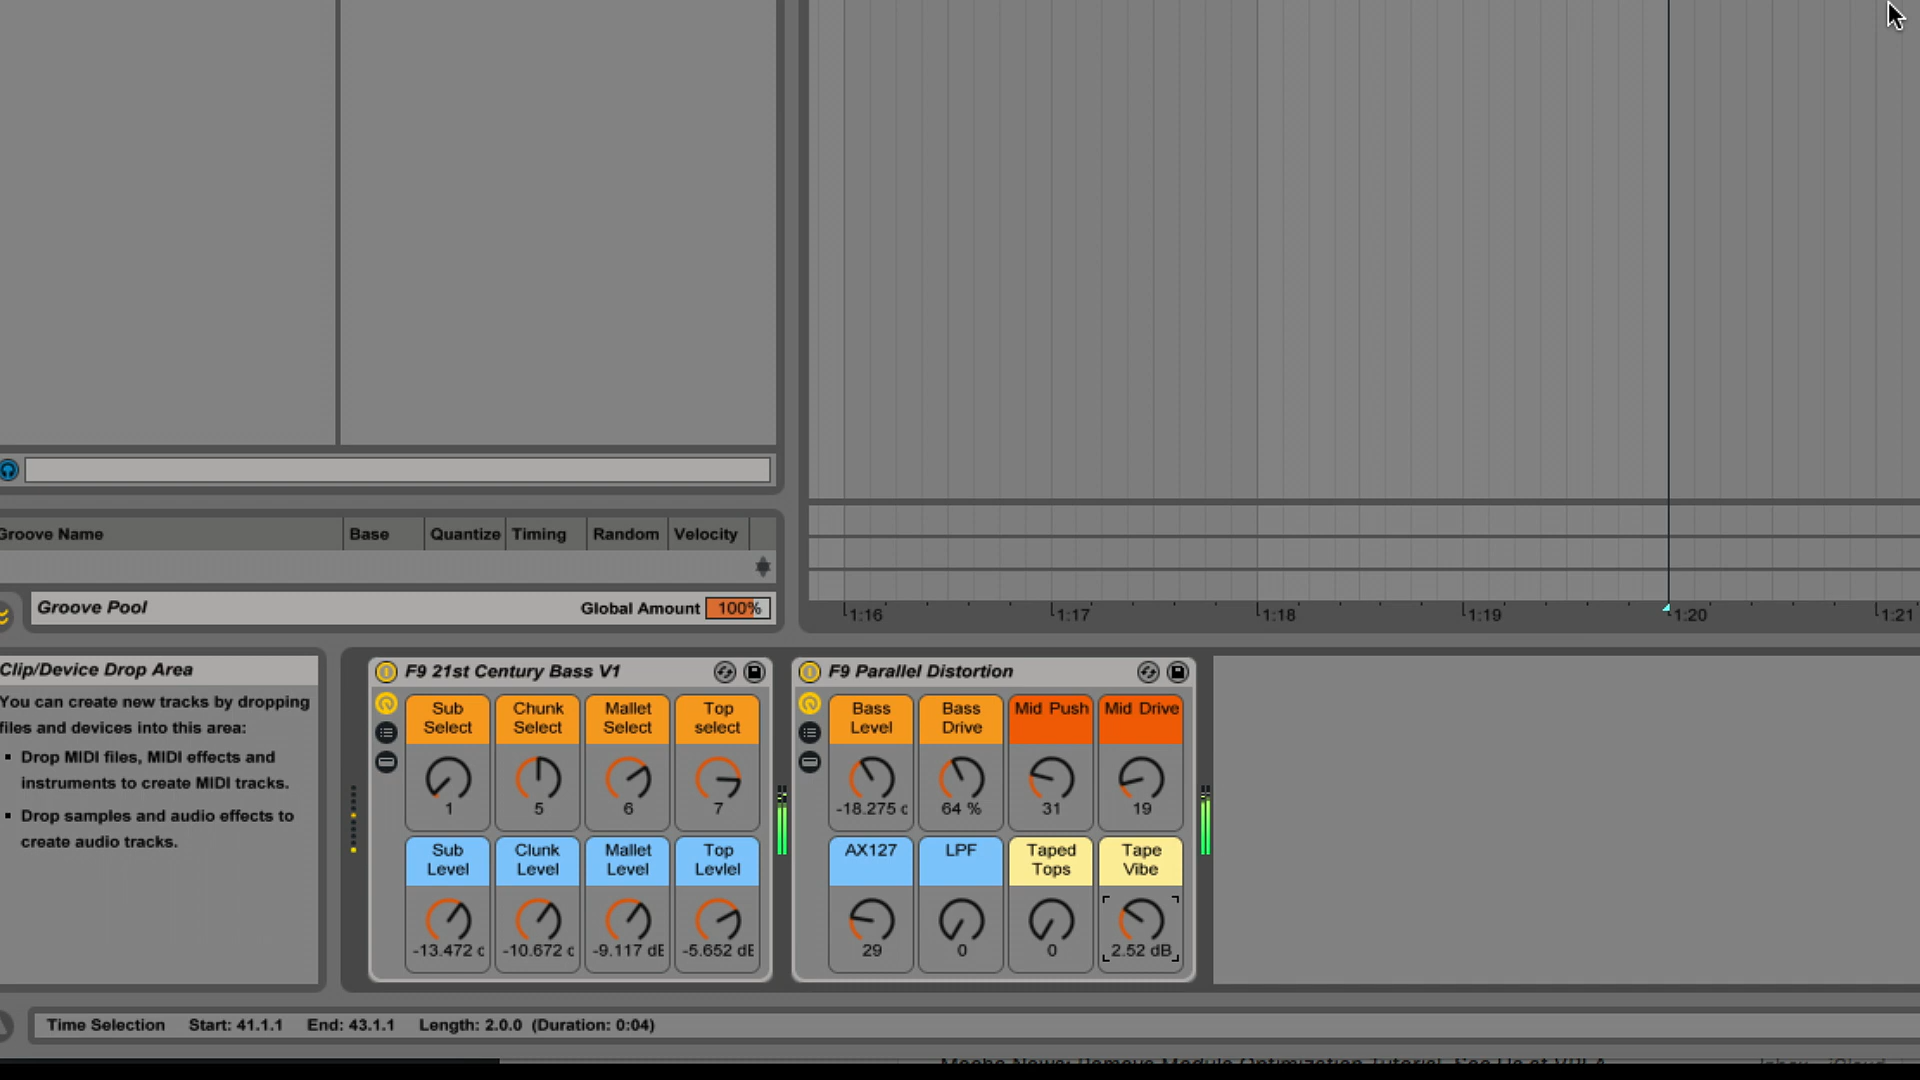 Groove Name Base Quantize Timing Random Velocity
Groove Pool Global Amount 100%
1:16 1:17 1:18 1:19 1:20 1:21
Clip/Device Drop Area
You can create new tracks by dropping
files and devices into this area:
▪ Drop MIDI files, MIDI effects and
instruments to create MIDI tracks.
▪ Drop samples and audio effects to
create audio tracks.
F9 21st Century Bass V1
Sub Select
Chunk Select
Mallet Select
Top select
1 5 6 7
Sub Level
Clunk Level
Mallet Level
Top Levlel
-13.472 -10.672 -9.117 dE -5.652 dE
F9 Parallel Distortion
Bass Level
Bass Drive
Mid Push
Mid Drive
-18.275 64 % 31 19
AX127
LPF
Taped Tops
Tape Vibe
29 0 0 2.52 dB
Time Selection Start: 41.1.1 End: 43.1.1 Length: 2.0.0 (Duration: 0:04)